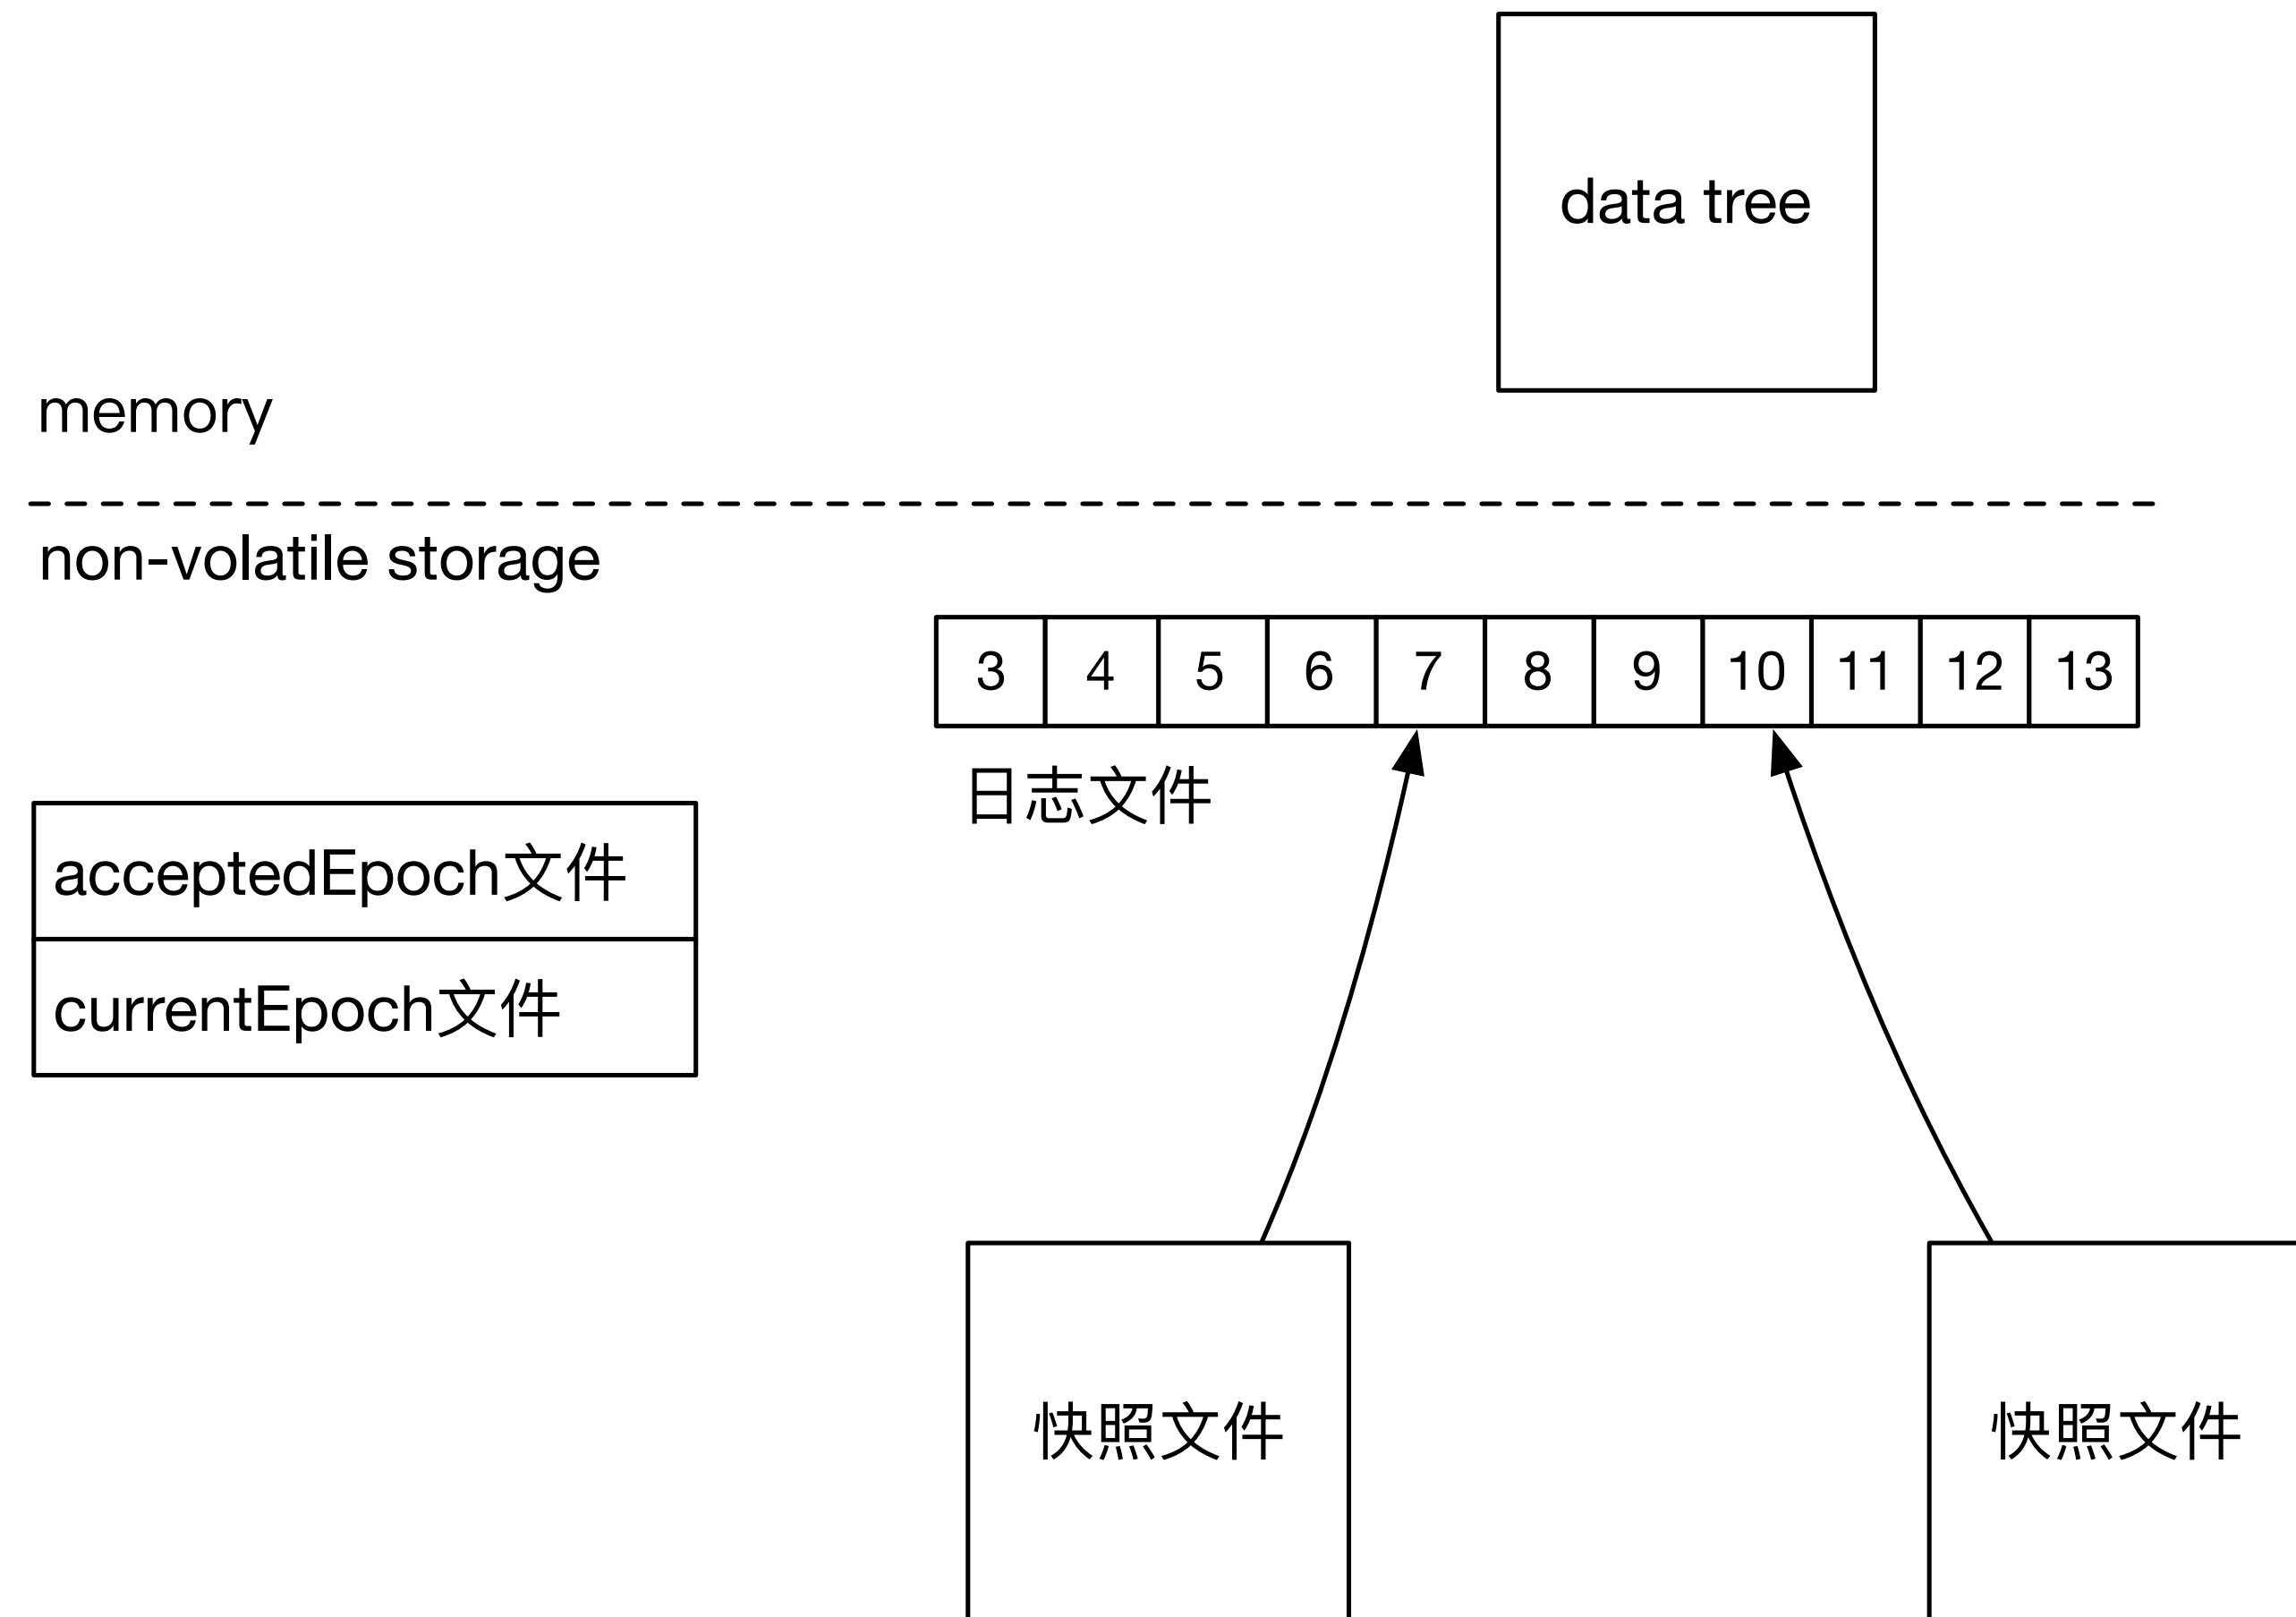 data tree
memory
non-volatile storage
3 4 5 6 7 8 9 10 11 12 13
日志文件
acceptedEpoch文件
currentEpoch文件
快照文件
快照文件